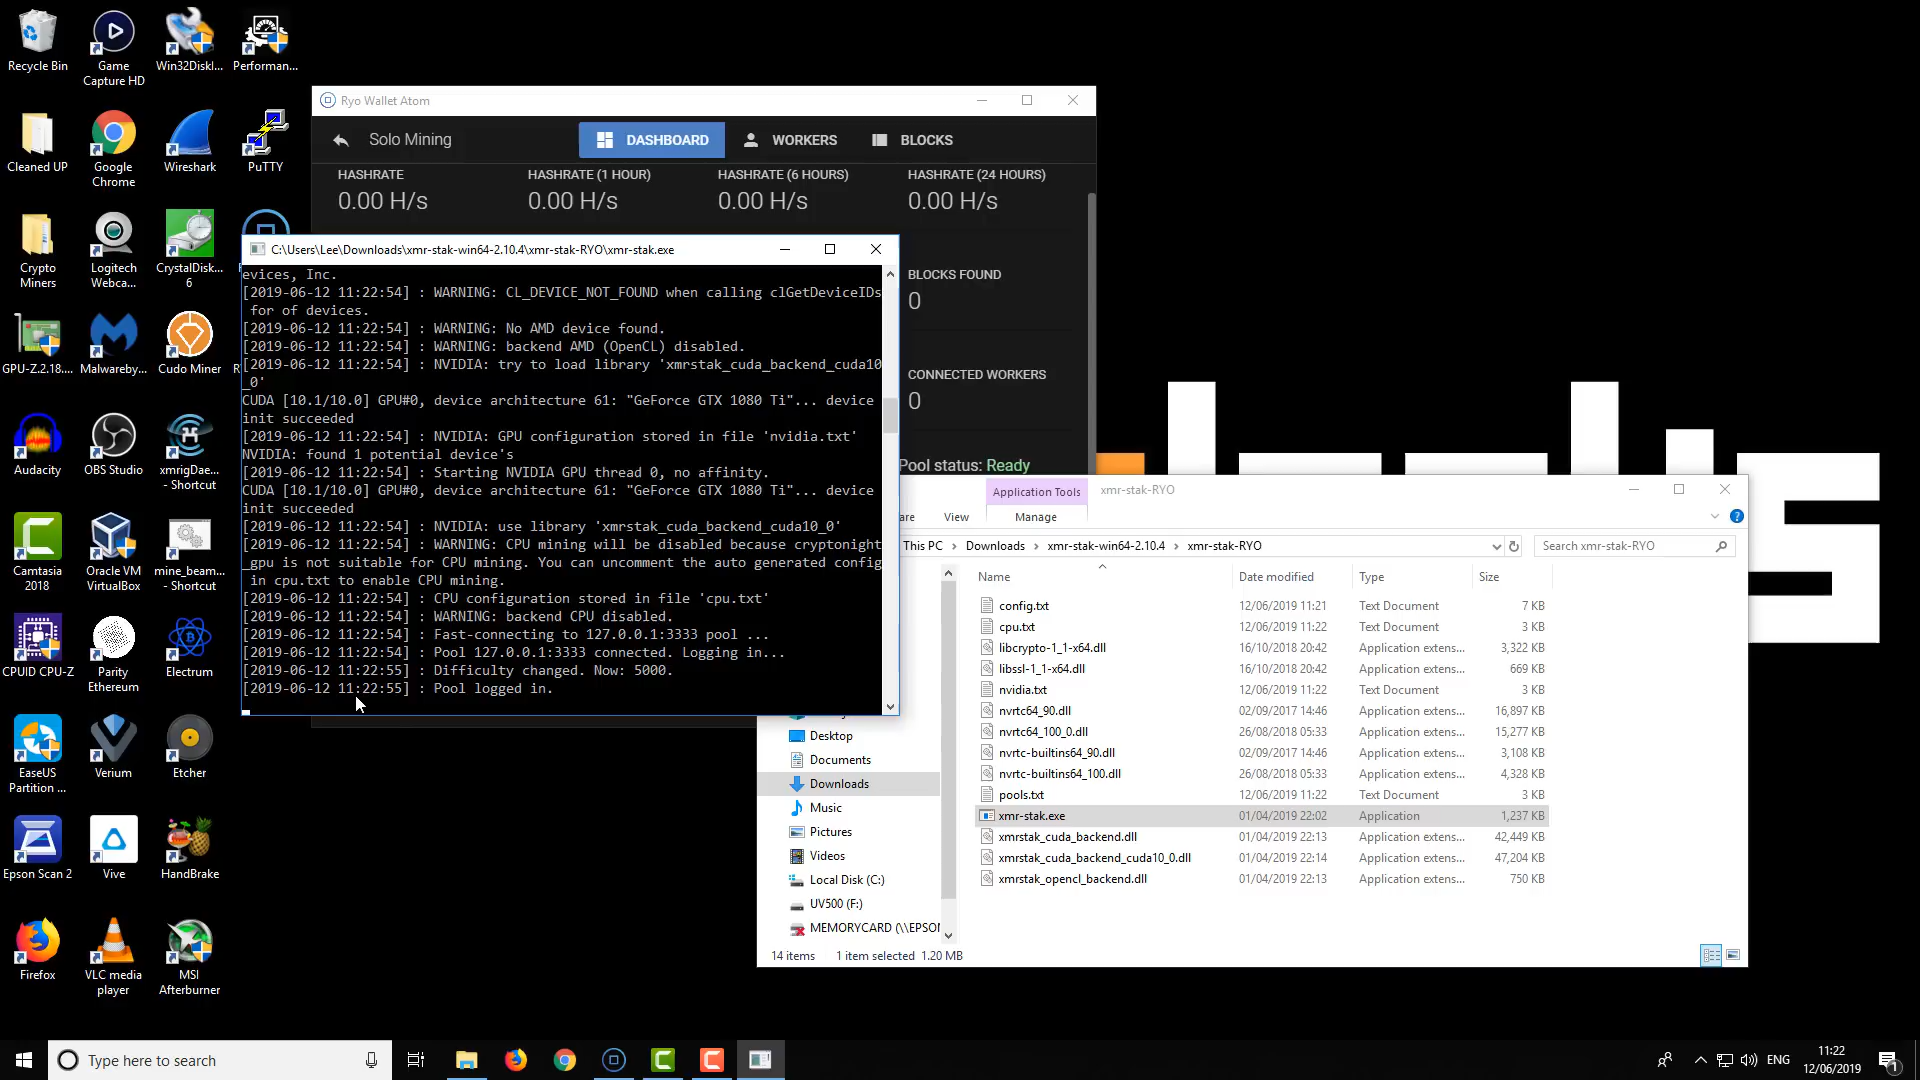 Recycle Bin
Game
Capture HD
Win32DiskI...
Performan...
Cleaned UP
Google
Chrome
Wireshark
PuTTY
Crypto
Miners
Logitech
Webca...
CrystalDisk...
6
GPU-Z.2.18....
Malwareby...
Cudo Miner
Audacity
OBS Studio
xmrigDae...
- Shortcut
Camtasia
2018
Oracle VM
VirtualBox
mine_beam...
- Shortcut
CPUID CPU-Z
Parity
Ethereum
Electrum
EaseUS
Partition ...
Verium
Etcher
Epson Scan 2
Vive
HandBrake
Firefox
VLC media
player
MSI
Afterburner
Ryo Wallet Atom
Solo Mining
DASHBOARD
WORKERS
BLOCKS
HASHRATE
HASHRATE (1 HOUR)
HASHRATE (6 HOURS)
HASHRATE (24 HOURS)
0.00 H/s
0.00 H/s
0.00 H/s
0.00 H/s
BLOCKS FOUND
0
CONNECTED WORKERS
0
Pool status: Ready
C:\Users\Lee\Downloads\xmr-stak-win64-2.10.4\xmr-stak-RYO\xmr-stak.exe
evices, Inc.
[2019-06-12 11:22:54] : WARNING: CL_DEVICE_NOT_FOUND when calling clGetDeviceIDs
for of devices.
[2019-06-12 11:22:54] : WARNING: No AMD device found.
[2019-06-12 11:22:54] : WARNING: backend AMD (OpenCL) disabled.
[2019-06-12 11:22:54] : NVIDIA: try to load library 'xmrstak_cuda_backend_cuda10
_0'
CUDA [10.1/10.0] GPU#0, device architecture 61: "GeForce GTX 1080 Ti"... device
init succeeded
[2019-06-12 11:22:54] : NVIDIA: GPU configuration stored in file 'nvidia.txt'
NVIDIA: found 1 potential device's
[2019-06-12 11:22:54] : Starting NVIDIA GPU thread 0, no affinity.
CUDA [10.1/10.0] GPU#0, device architecture 61: "GeForce GTX 1080 Ti"... device
init succeeded
[2019-06-12 11:22:54] : NVIDIA: use library 'xmrstak_cuda_backend_cuda10_0'
[2019-06-12 11:22:54] : WARNING: CPU mining will be disabled because cryptonight
_gpu is not suitable for CPU mining. You can uncomment the auto generated config
in cpu.txt to enable CPU mining.
[2019-06-12 11:22:54] : CPU configuration stored in file 'cpu.txt'
[2019-06-12 11:22:54] : WARNING: backend CPU disabled.
[2019-06-12 11:22:54] : Fast-connecting to 127.0.0.1:3333 pool ...
[2019-06-12 11:22:54] : Pool 127.0.0.1:3333 connected. Logging in...
[2019-06-12 11:22:55] : Difficulty changed. Now: 5000.
[2019-06-12 11:22:55] : Pool logged in.
Application Tools
xmr-stak-RYO
are
View
Manage
This PC > Downloads > xmr-stak-win64-2.10.4 > xmr-stak-RYO
Search xmr-stak-RYO
Name
Date modified
Type
Size
config.txt 12/06/2019 11:21 Text Document 7 KB
cpu.txt 12/06/2019 11:22 Text Document 3 KB
libcrypto-1_1-x64.dll 16/10/2018 20:42 Application extens... 3,322 KB
libssl-1_1-x64.dll 16/10/2018 20:42 Application extens... 669 KB
nvidia.txt 12/06/2019 11:22 Text Document 3 KB
nvrtc64_90.dll 02/09/2017 14:46 Application extens... 16,897 KB
nvrtc64_100_0.dll 26/08/2018 05:33 Application extens... 15,277 KB
nvrtc-builtins64_90.dll 02/09/2017 14:46 Application extens... 3,108 KB
nvrtc-builtins64_100.dll 26/08/2018 05:33 Application extens... 4,328 KB
pools.txt 12/06/2019 11:22 Text Document 3 KB
xmr-stak.exe 01/04/2019 22:02 Application 1,237 KB
xmrstak_cuda_backend.dll 01/04/2019 22:13 Application extens... 42,449 KB
xmrstak_cuda_backend_cuda10_0.dll 01/04/2019 22:14 Application extens... 47,204 KB
xmrstak_opencl_backend.dll 01/04/2019 22:13 Application extens... 750 KB
Desktop
Documents
Downloads
Music
Pictures
Videos
Local Disk (C:)
UV500 (F:)
MEMORYCARD (\\EPSO
14 items
1 item selected 1.20 MB
Type here to search
ENG
11:22
12/06/2019
1